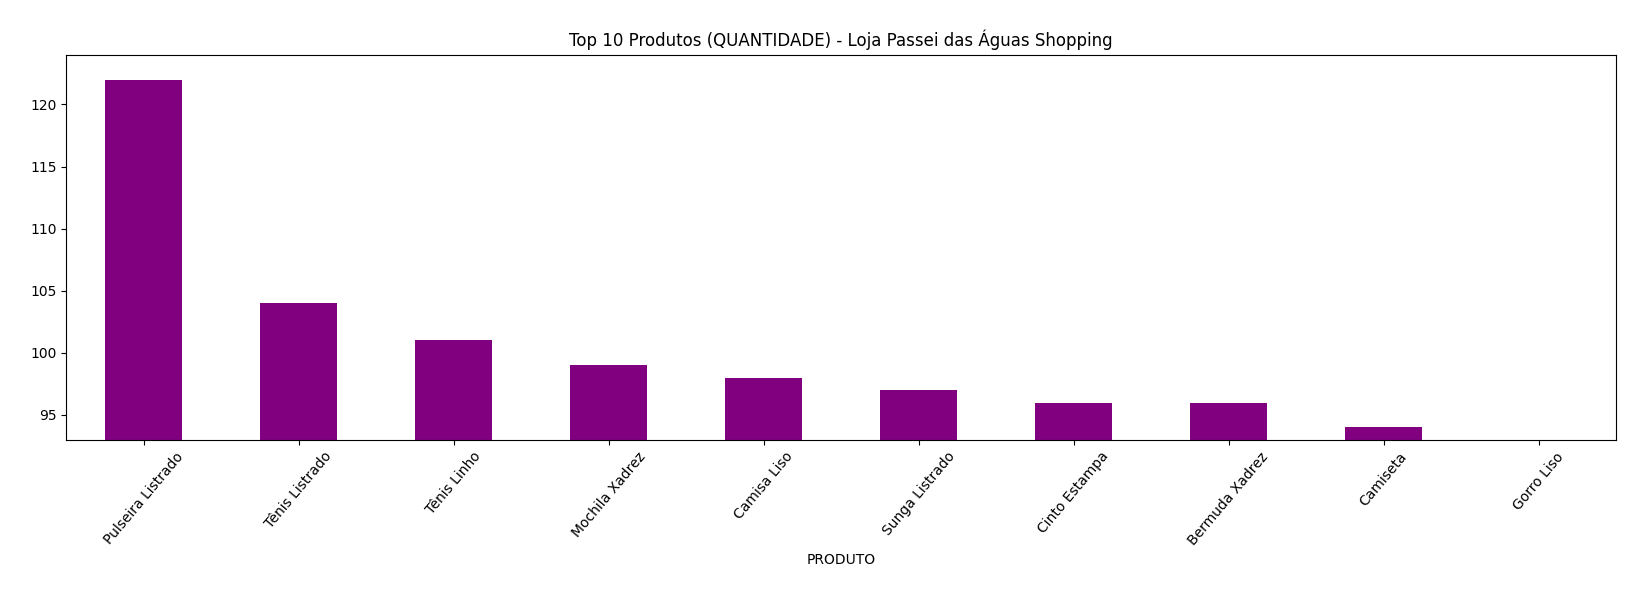 Top 10 Produtos (QUANTIDADE) - Loja Passei das Águas Shopping
120
115
110
105
100
95
Pulseira Listrado
Tênis Listrado
Tênis Linho
Mochila Xadrez
Camisa Liso
Sunga Listrado
Cinto Estampa
Bermuda Xadrez
Camiseta
Gorro Liso
PRODUTO